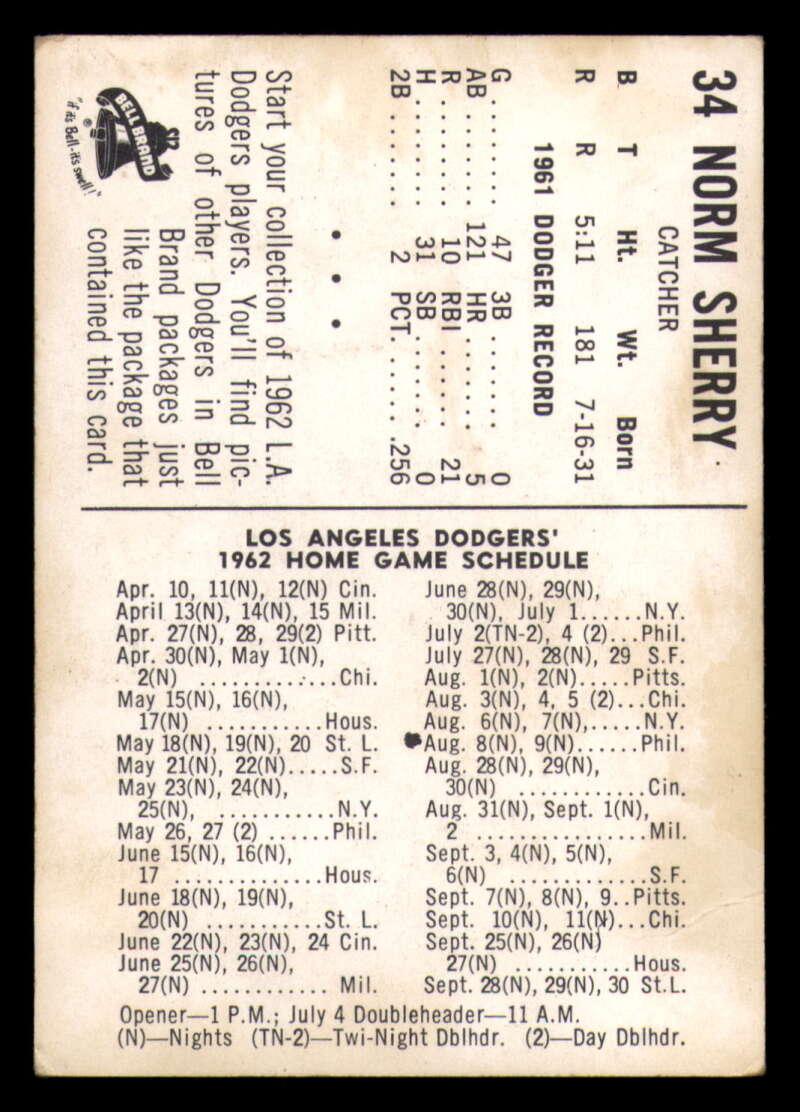 34 NORM SHERRY
CATCHER
B T Ht. Wt. Born
R R 5:11 181 7-16-31
1961 DODGER RECORD
G........ 47 3B........ 0
AB....... 121 HR....... 5
R........ 10 RBI ...... 21
H........ 31 SB........ 0
2B....... 2 PCT....... .256
Start your collection of 1962 L.A.
Dodgers players. You'll find pic-
tures of other Dodgers in Bell
Brand packages just
like the package that
contained this card.
BELL BRAND
®
"if it's Bell-it's swell!"
LOS ANGELES DODGERS'
1962 HOME GAME SCHEDULE
Apr. 10, 11(N), 12(N) Cin.
April 13(N), 14(N), 15 Mil.
Apr. 27(N), 28, 29(2) Pitt.
Apr. 30(N), May 1(N),
2(N) .............Chi.
May 15(N), 16(N),
17(N) ...........Hous.
May 18(N), 19(N), 20 St. L.
May 21(N), 22(N).....S.F.
May 23(N), 24(N),
25(N), ...........N.Y.
May 26, 27 (2) ......Phil.
June 15(N), 16(N),
17 ..............Hous.
June 18(N), 19(N),
20(N) ...........St. L.
June 22(N), 23(N), 24 Cin.
June 25(N), 26(N),
27(N) ............ Mil.
June 28(N), 29(N),
30(N), July 1......N.Y.
July 2(TN-2), 4 (2)...Phil.
July 27(N), 28(N), 29 S.F.
Aug. 1(N), 2(N).....Pitts.
Aug. 3(N), 4, 5 (2)...Chi.
Aug. 6(N), 7(N),.....N.Y.
Aug. 8(N), 9(N)......Phil.
Aug. 28(N), 29(N),
30(N) ............Cin.
Aug. 31(N), Sept. 1(N),
2 ................Mil.
Sept. 3, 4(N), 5(N),
6(N) .............S.F.
Sept. 7(N), 8(N), 9..Pitts.
Sept. 10(N), 11(N)...Chi.
Sept. 25(N), 26(N)
27(N) ...........Hous.
Sept. 28(N), 29(N), 30 St.L.
Opener—1 P.M.; July 4 Doubleheader—11 A.M.
(N)—Nights (TN-2)—Twi-Night Dblhdr. (2)—Day Dblhdr.